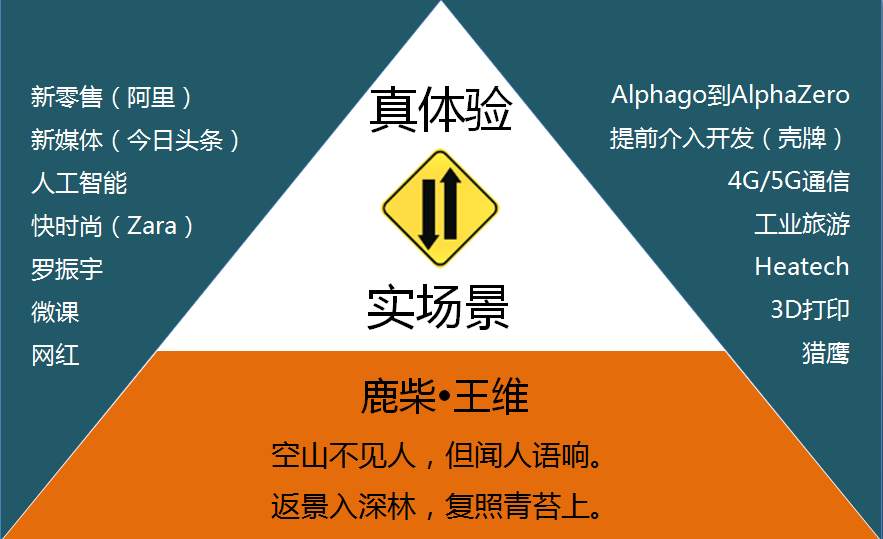 新零售（阿里）
新媒体（今日头条）
人工智能
快时尚（Zara）
罗振宇
微课
网红
真体验
实场景
Alphago到AlphaZero
提前介入开发（壳牌）
4G/5G通信
工业旅游
Heatech
3D打印
猎鹰
鹿柴•王维
空山不见人，但闻人语响。
返景入深林，复照青苔上。